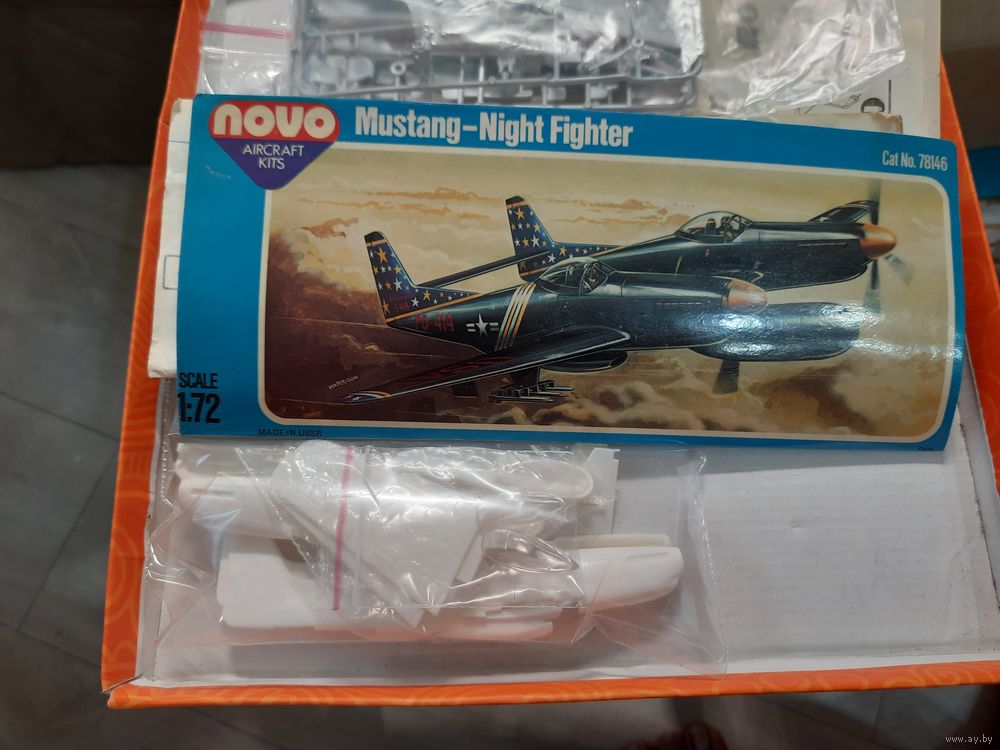 novo
AIRCRAFT
KITS
Mustang-Night Fighter
Cat No. 78146
HARRISON
SCALE
1:72
MADE IN USSR
www.ay.by